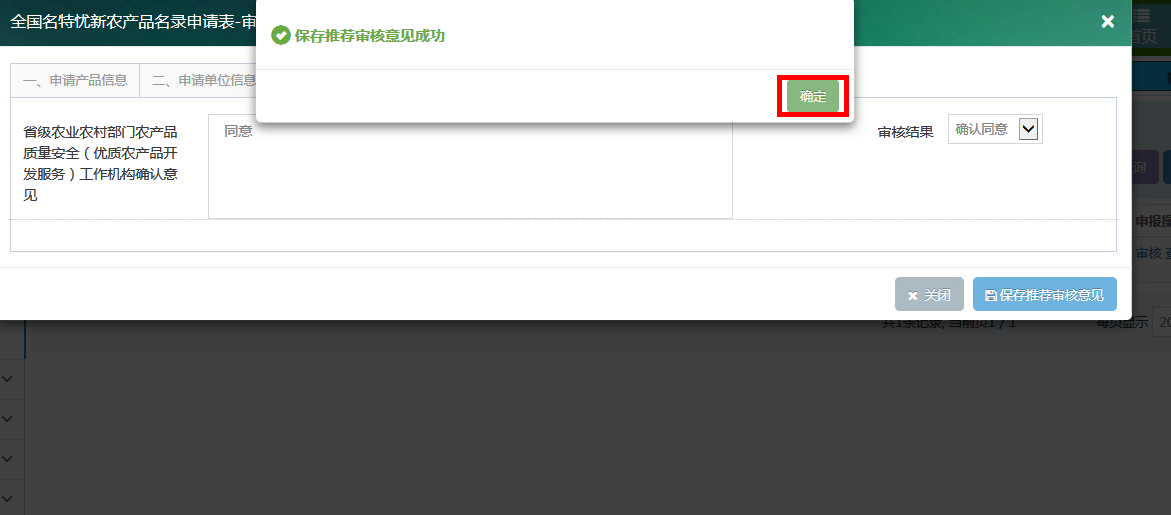 全国名特忧新农产品名录申请表-审
首页
保存推荐审核意见成功
确定
一、申请产品信息
二、申请单位信息
省级农业农村部门农产品
质量安全（优质农产品开
发服务）工作机构确认意
见
同意
审核结果
确认同意
询
申报操
审核 查
关闭
保存推荐审核意见
共1条记录, 当前页1 / 1
每页显示 20